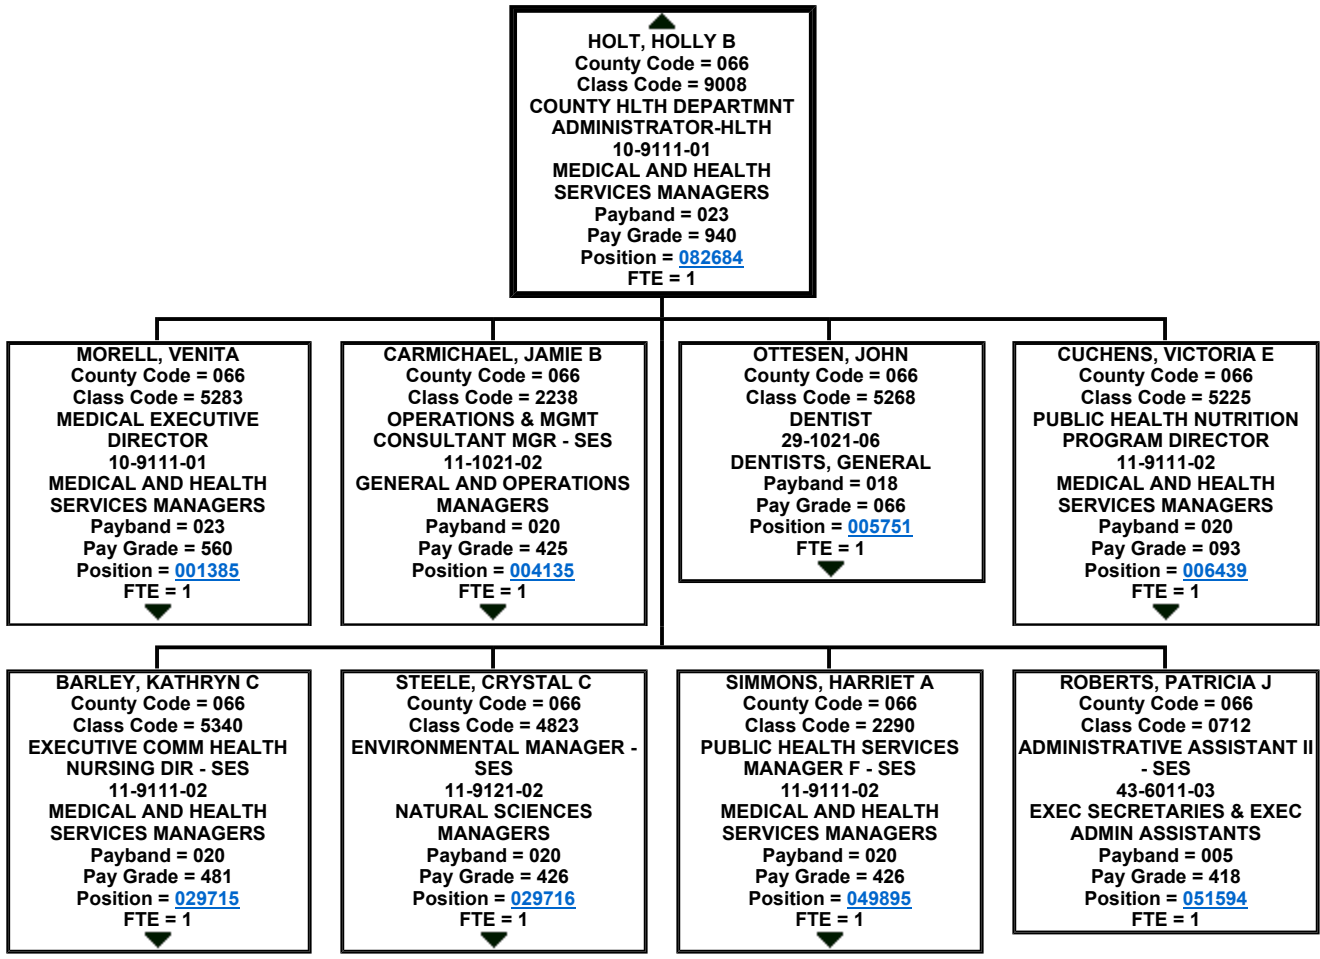 HOLT, HOLLY B
County Code = 066
Class Code = 9008
COUNTY HLTH DEPARTMNT
ADMINISTRATOR-HLTH
10-9111-01
MEDICAL AND HEALTH
SERVICES MANAGERS
Payband = 023
Pay Grade = 940
Position = 082684
FTE = 1
MORELL, VENITA
County Code = 066
Class Code = 5283
MEDICAL EXECUTIVE
DIRECTOR
10-9111-01
MEDICAL AND HEALTH
SERVICES MANAGERS
Payband = 023
Pay Grade = 560
Position = 001385
FTE = 1
CARMICHAEL, JAMIE B
County Code = 066
Class Code = 2238
OPERATIONS & MGMT
CONSULTANT MGR - SES
11-1021-02
GENERAL AND OPERATIONS
MANAGERS
Payband = 020
Pay Grade = 425
Position = 004135
FTE = 1
OTTESEN, JOHN
County Code = 066
Class Code = 5268
DENTIST
29-1021-06
DENTISTS, GENERAL
Payband = 018
Pay Grade = 066
Position = 005751
FTE = 1
CUCHENS, VICTORIA E
County Code = 066
Class Code = 5225
PUBLIC HEALTH NUTRITION
PROGRAM DIRECTOR
11-9111-02
MEDICAL AND HEALTH
SERVICES MANAGERS
Payband = 020
Pay Grade = 093
Position = 006439
FTE = 1
BARLEY, KATHRYN C
County Code = 066
Class Code = 5340
EXECUTIVE COMM HEALTH
NURSING DIR - SES
11-9111-02
MEDICAL AND HEALTH
SERVICES MANAGERS
Payband = 020
Pay Grade = 481
Position = 029715
FTE = 1
STEELE, CRYSTAL C
County Code = 066
Class Code = 4823
ENVIRONMENTAL MANAGER -
SES
11-9121-02
NATURAL SCIENCES
MANAGERS
Payband = 020
Pay Grade = 426
Position = 029716
FTE = 1
SIMMONS, HARRIET A
County Code = 066
Class Code = 2290
PUBLIC HEALTH SERVICES
MANAGER F - SES
11-9111-02
MEDICAL AND HEALTH
SERVICES MANAGERS
Payband = 020
Pay Grade = 426
Position = 049895
FTE = 1
ROBERTS, PATRICIA J
County Code = 066
Class Code = 0712
ADMINISTRATIVE ASSISTANT II
- SES
43-6011-03
EXEC SECRETARIES & EXEC
ADMIN ASSISTANTS
Payband = 005
Pay Grade = 418
Position = 051594
FTE = 1